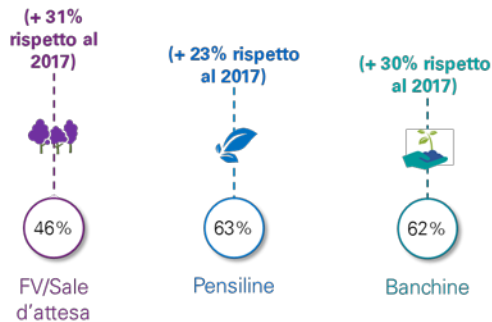 (+ 31%
rispetto al
2017)
46%
FV/Sale
d'attesa
(+ 23% rispetto
al 2017)
63%
Pensiline
(+ 30% rispetto
al 2017)
62%
Banchine